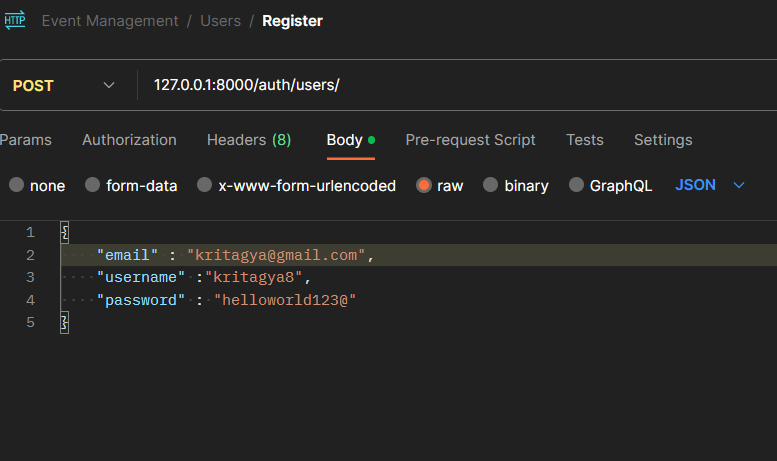 HTTP Event Management / Users / Register
POST 127.0.0.1:8000/auth/users/
Params Authorization Headers (8) Body Pre-request Script Tests Settings
none form-data x-www-form-urlencoded raw binary GraphQL JSON
1 {
2 "email" : "kritagya@gmail.com",
3 "username" :"kritagya8",
4 "password" : "helloworld123@"
5 }